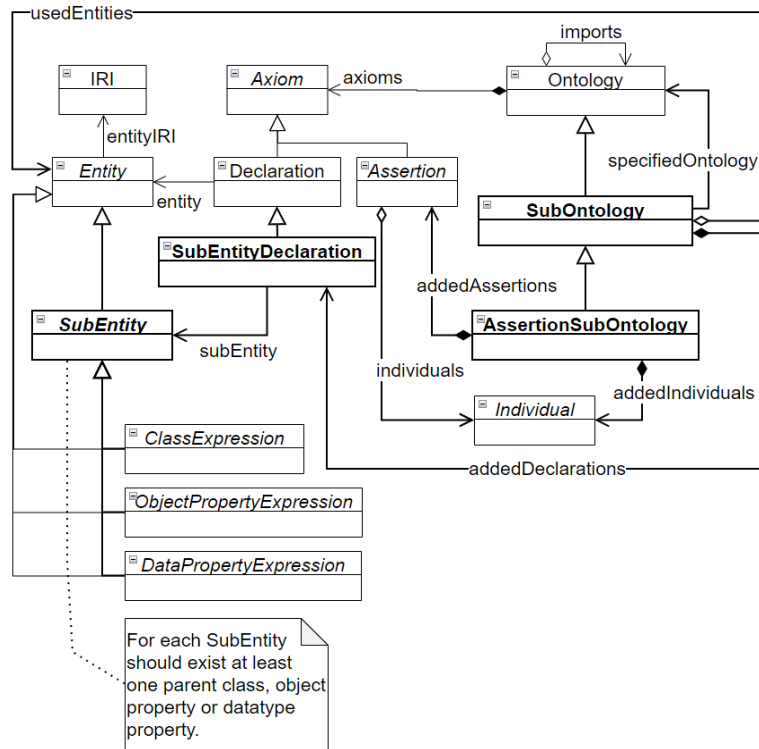 usedEntities
imports
IRI
Axiom
axioms
Ontology
entityIRI
specifiedOntology
Entity
Declaration
Assertion
entity
SubOntology
SubEntityDeclaration
addedAssertions
SubEntity
AssertionSubOntology
subEntity
individuals
addedIndividuals
Individual
ClassExpression
addedDeclarations
ObjectPropertyExpression
DataPropertyExpression
For each SubEntity
should exist at least
one parent class, object
property or datatype
property.